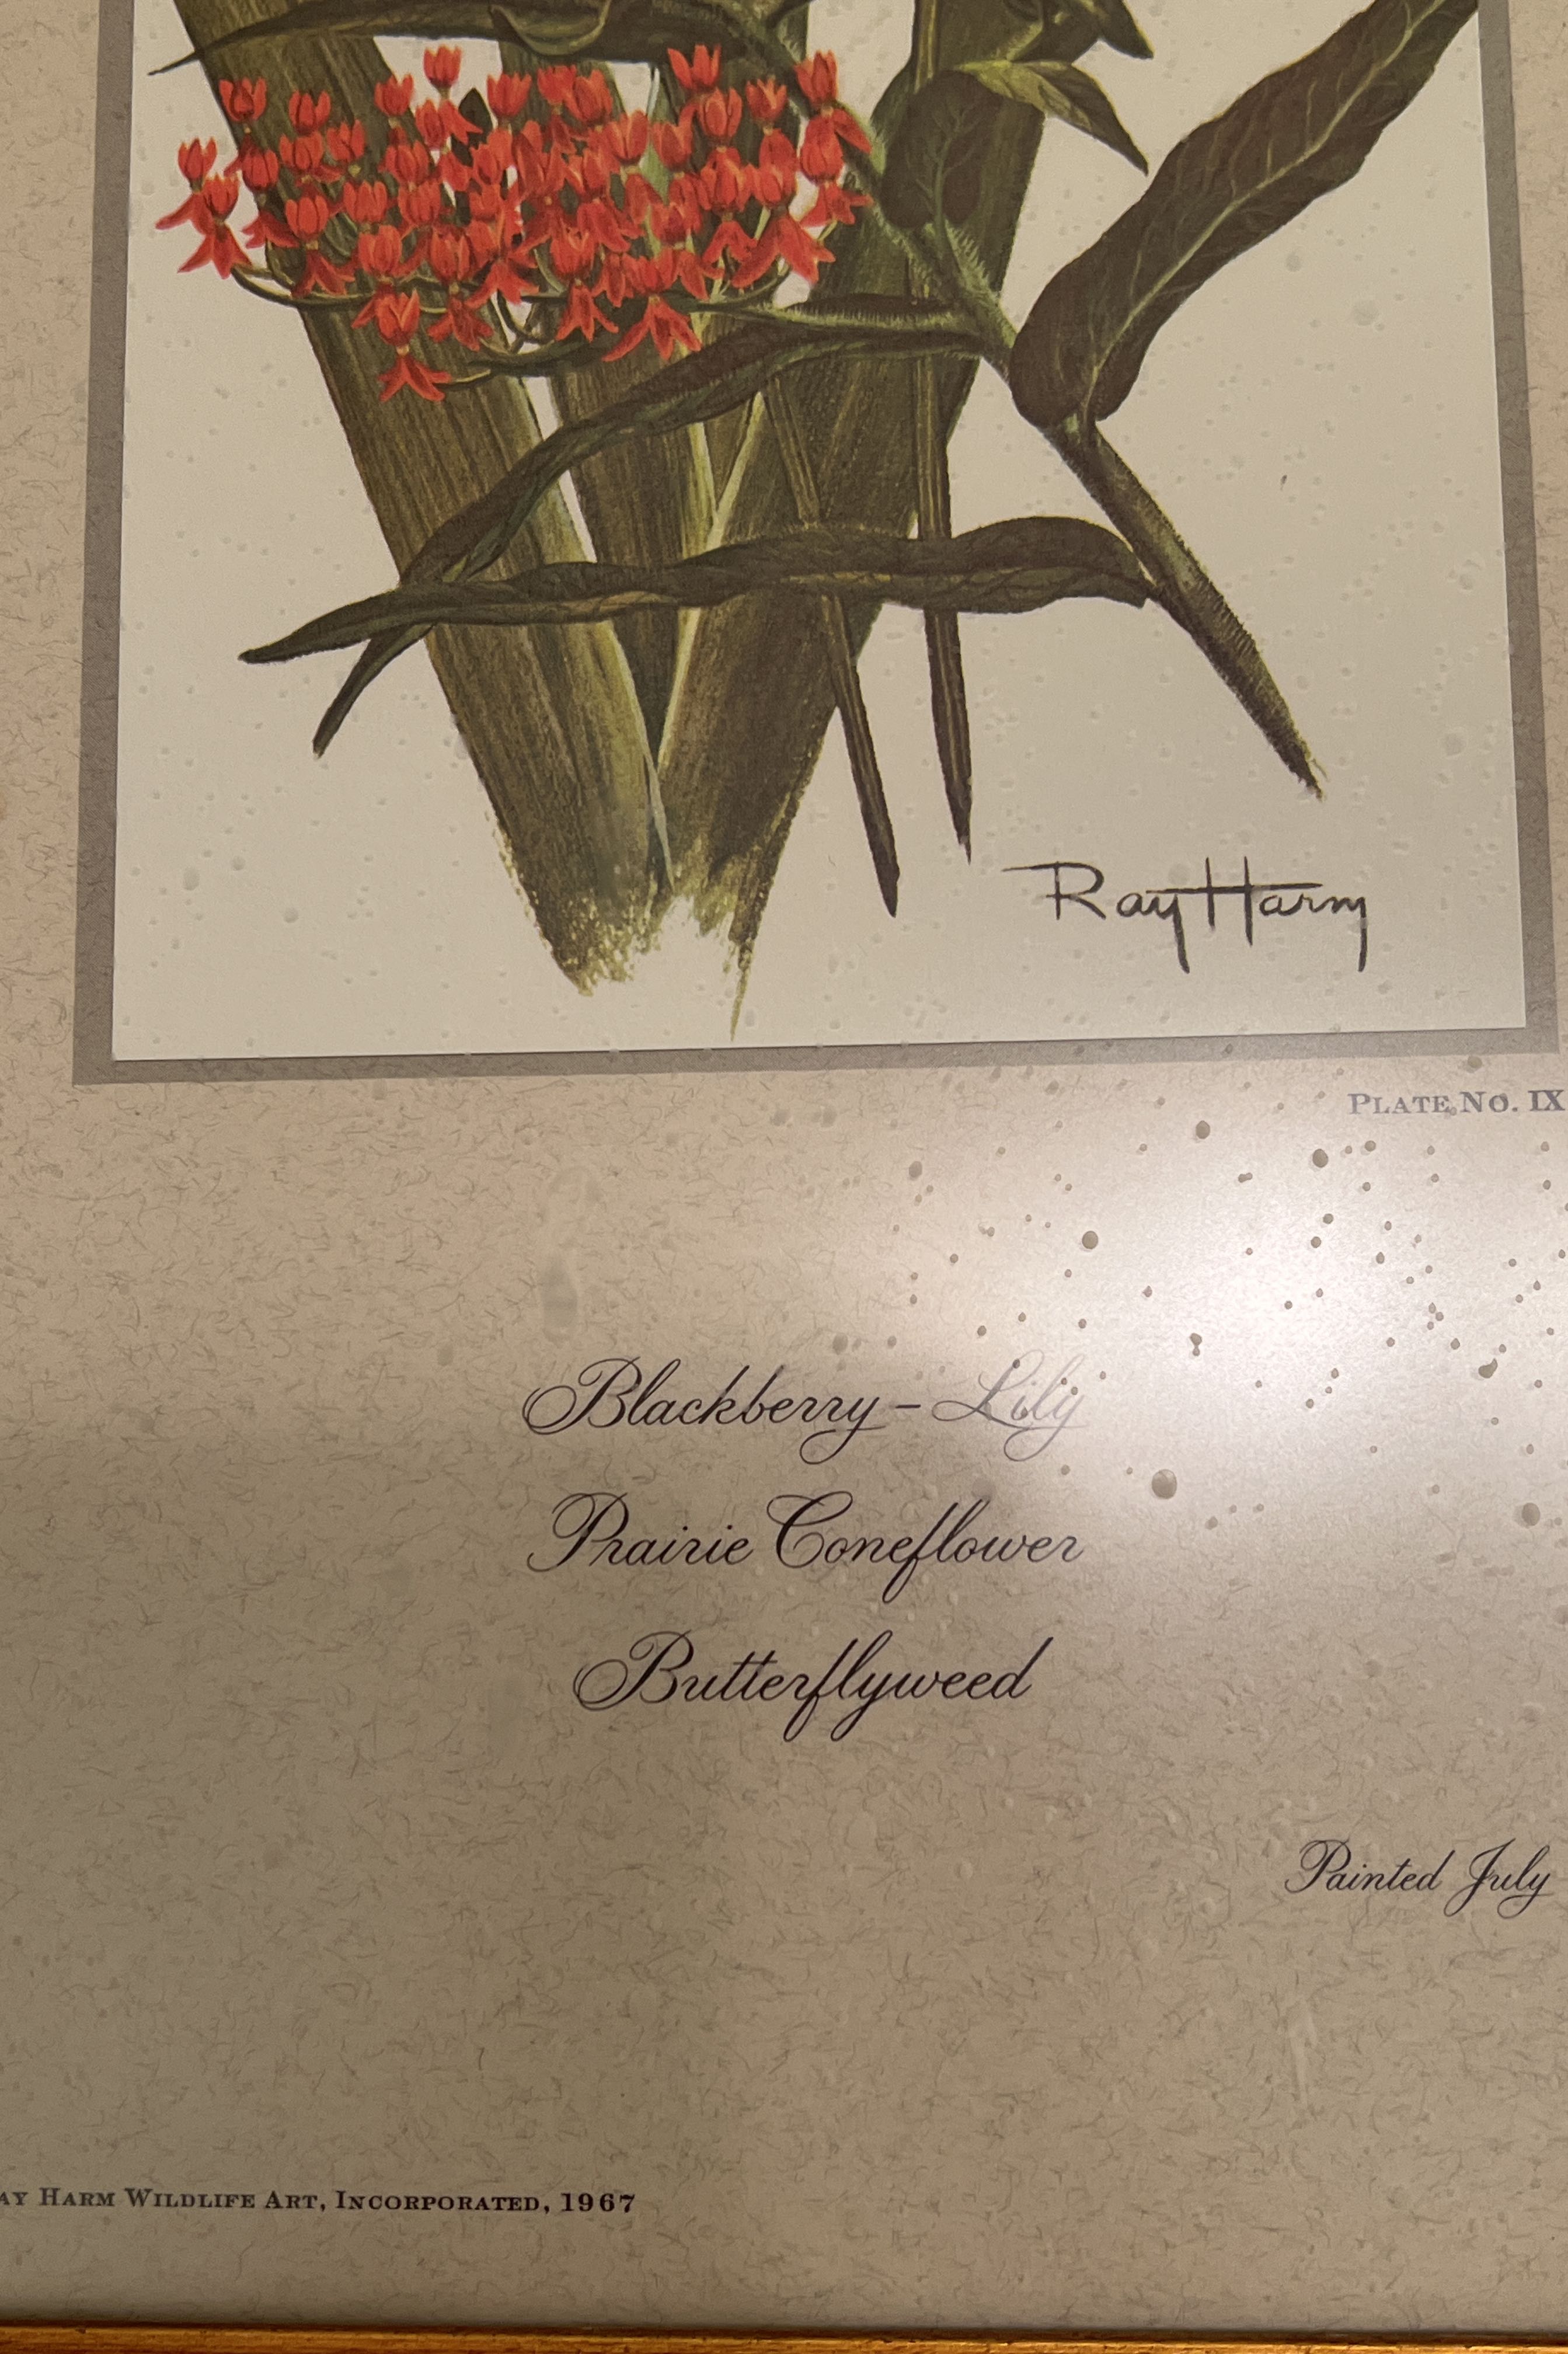 Ray Harm
PLATE NO. IX
Blackberry - Lily
Prairie Coneflower
Butterflyweed
Painted July
AY HARM WILDLIFE ART, INCORPORATED, 1967